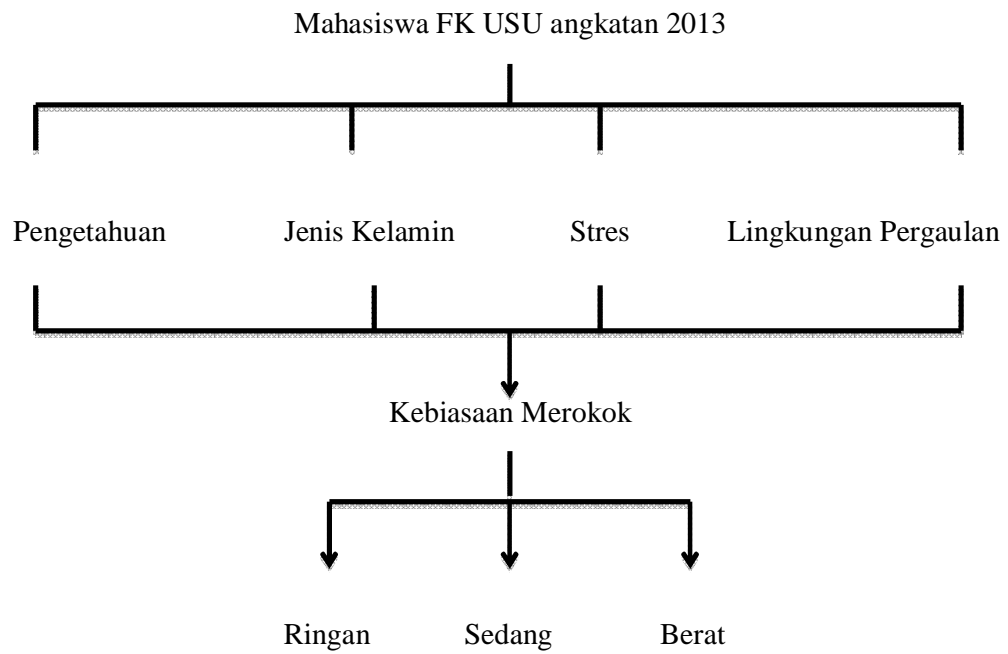 Mahasiswa FK USU angkatan 2013
Pengetahuan Jenis Kelamin Stres Lingkungan Pergaulan
Kebiasaan Merokok
Ringan Sedang Berat